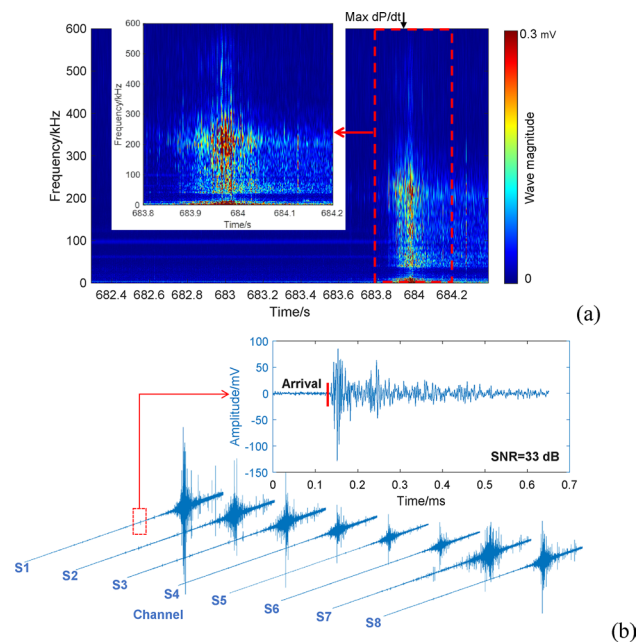 Max dP/dt
600
500
400
300
200
100
0
Frequency/kHz
682.4 682.6 682.8 683 683.2 683.4 683.6 683.8 684 684.2
Time/s
600
500
400
300
200
100
0
Frequency/kHz
683.8 683.9 684 684.1 684.2
Time/s
0.3 mV
Wave magnitude
0
(a)
100
50
0
-50
-100
-150
Amplitude/mV
Arrival
SNR=33 dB
0 0.1 0.2 0.3 0.4 0.5 0.6 0.7
Time/ms
S1
S2
S3
S4
S5
S6
S7
S8
Channel
(b)